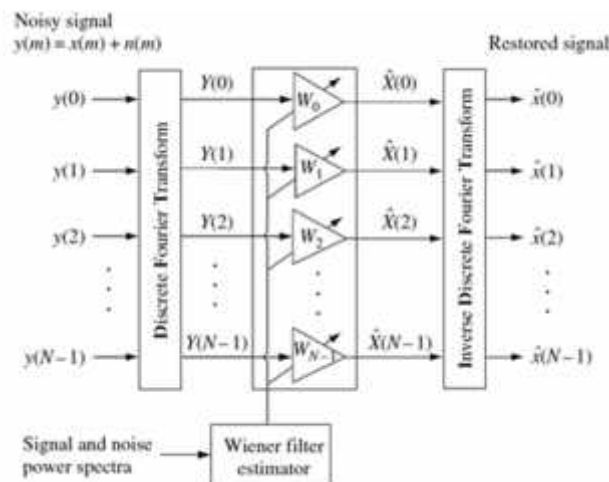 Noisy signal
y(m) = x(m) + n(m)
Restored signal
y(0)
Y(0)
W₀
X̂(0)
x̂(0)
y(1)
Y(1)
W₁
X̂(1)
x̂(1)
y(2)
Y(2)
W₂
X̂(2)
x̂(2)
y(N−1)
Y(N−1)
W_N−1
X̂(N−1)
x̂(N−1)
Discrete Fourier Transform
Inverse Discrete Fourier Transform
Signal and noise
power spectra
Wiener filter
estimator